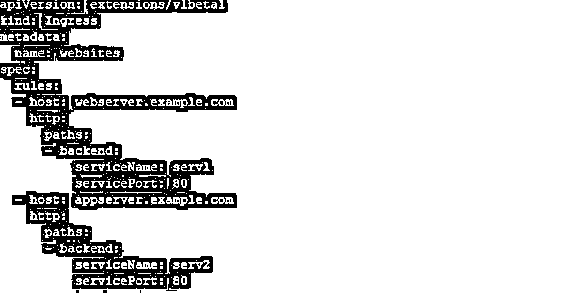 apiVersion: extensions/v1beta1
kind: Ingress
metadata:
  name: websites
spec:
  rules:
  - host: webserver.example.com
    http:
      paths:
      - backend:
          serviceName: serv1
          servicePort: 80
  - host: appserver.example.com
    http:
      paths:
      - backend:
          serviceName: serv2
          servicePort: 80